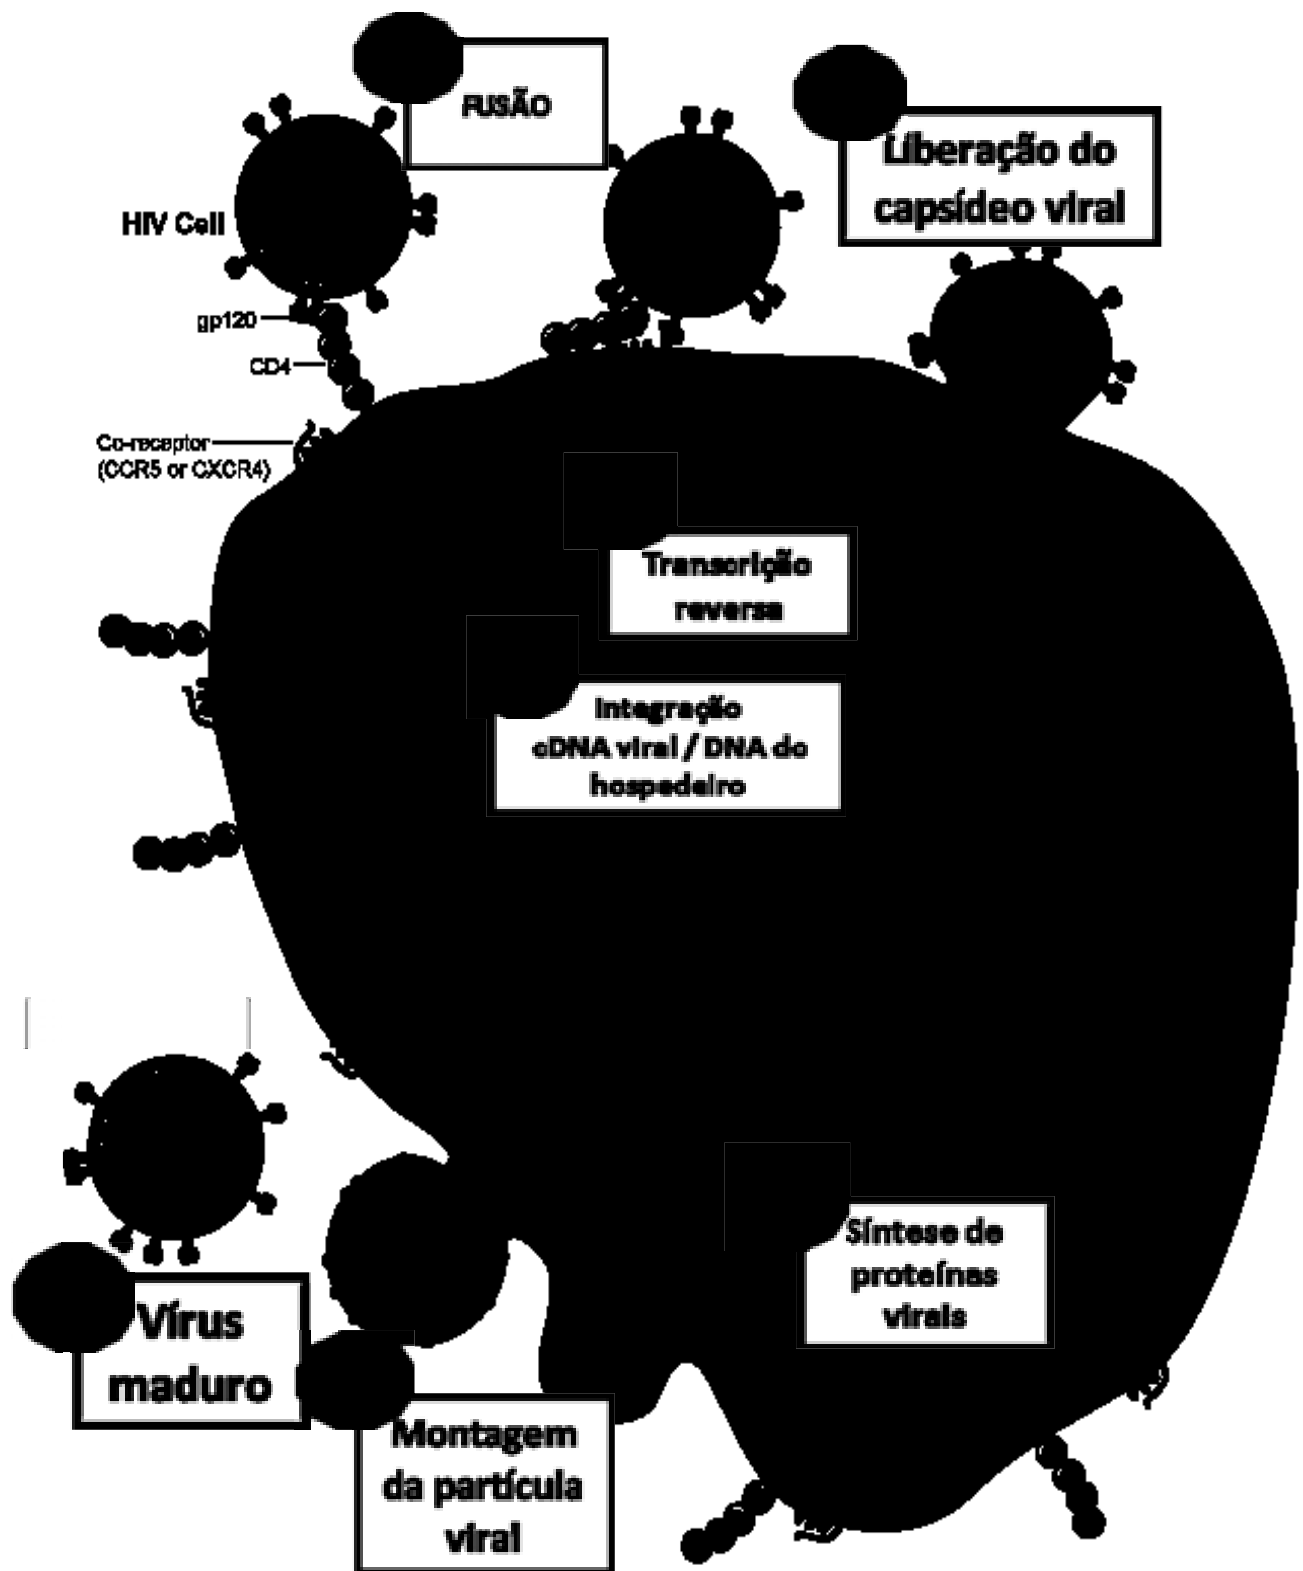 FUSÃO
Liberação do
capsídeo viral
HIV Cell
gp120
CD4
Co-receptor
(CCR5 or CXCR4)
Transcrição
reversa
Integração
cDNA viral / DNA do
hospedeiro
Síntese de
proteínas
virais
Vírus
maduro
Montagem
da partícula
viral